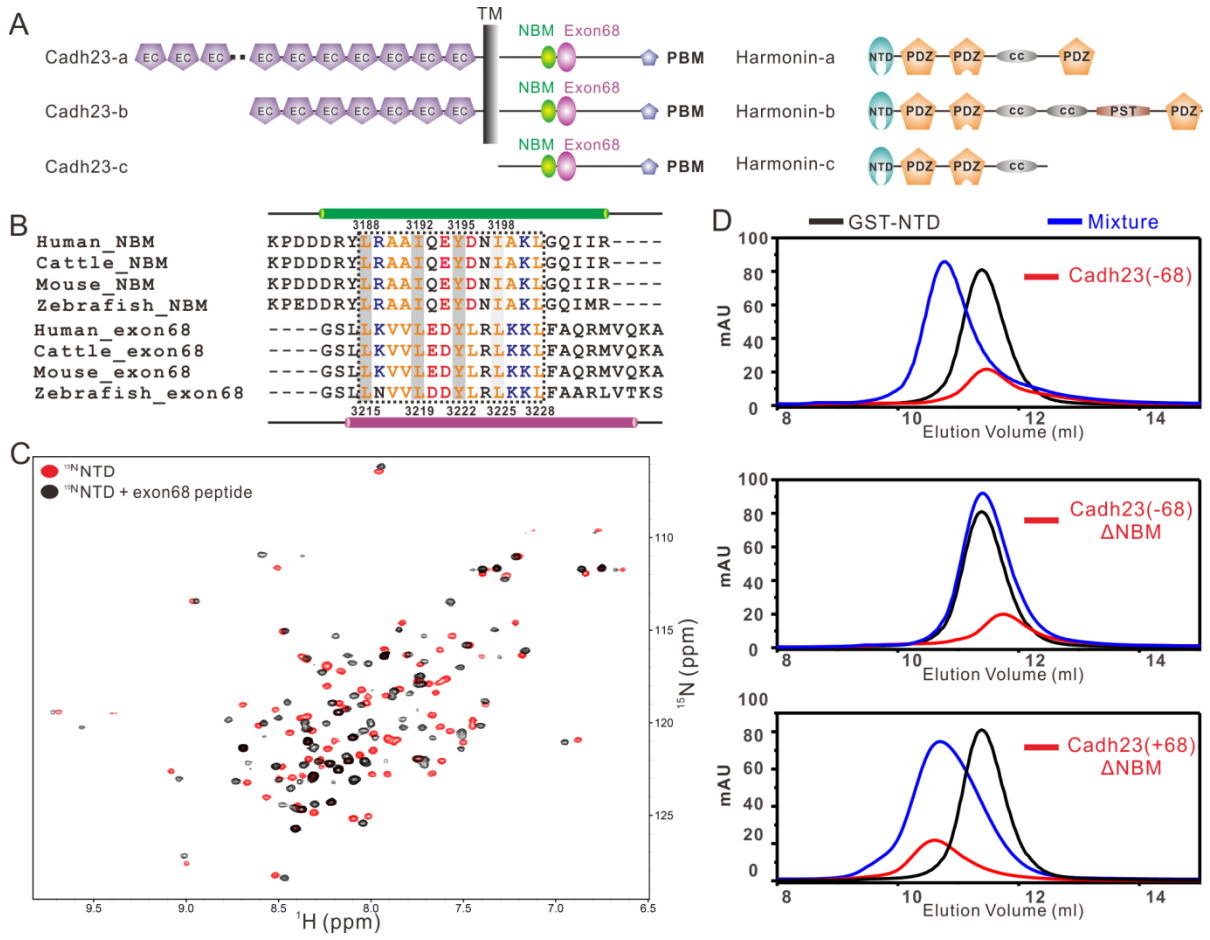 A
TM
NBM Exon68
Cadh23-a EC EC EC EC EC EC EC EC EC EC PBM
NBM Exon68
Cadh23-b EC EC EC EC EC EC EC PBM
NBM Exon68
Cadh23-c PBM
Harmonin-a NTD PDZ PDZ CC PDZ
Harmonin-b NTD PDZ PDZ CC CC PST PDZ
Harmonin-c NTD PDZ PDZ CC
B
3188 3192 3195 3198
Human_NBM KPDDDRYLRAAIQEYDNIAKLGQIIR----
Cattle_NBM KPDDDRYLRAAIQEYDNIAKLGQIIR----
Mouse_NBM KPDDDRYLRAAIQEYDNIAKLGQIIR----
Zebrafish_NBM KPEDDRYLRAAIQEYDNIAKLGQIMR----
Human_exon68 ----GSLLKVVLEDYLRLKKLFAQRMVQKA
Cattle_exon68 ----GSLLKVVLEDYLRLKKLFAQRMVQKA
Mouse_exon68 ----GSLLKVVLEDYLRLKKLFAQRMVQKA
Zebrafish_exon68 ----GSLLNVVLDDYLRLKKLFAARLVTKS
3215 3219 3222 3225 3228
C
¹⁵NNTD
¹⁵NNTD + exon68 peptide
110
115
120
125
¹⁵N (ppm)
9.5 9.0 8.5 8.0 7.5 7.0 6.5
¹H (ppm)
D
GST-NTD Mixture
Cadh23(-68)
100
80
60
40
20
0
mAU
8 10 12 14
Elution Volume (ml)
Cadh23(-68)
ΔNBM
100
80
60
40
20
0
mAU
8 10 12 14
Elution Volume (ml)
Cadh23(+68)
ΔNBM
100
80
60
40
20
0
mAU
8 10 12 14
Elution Volume (ml)